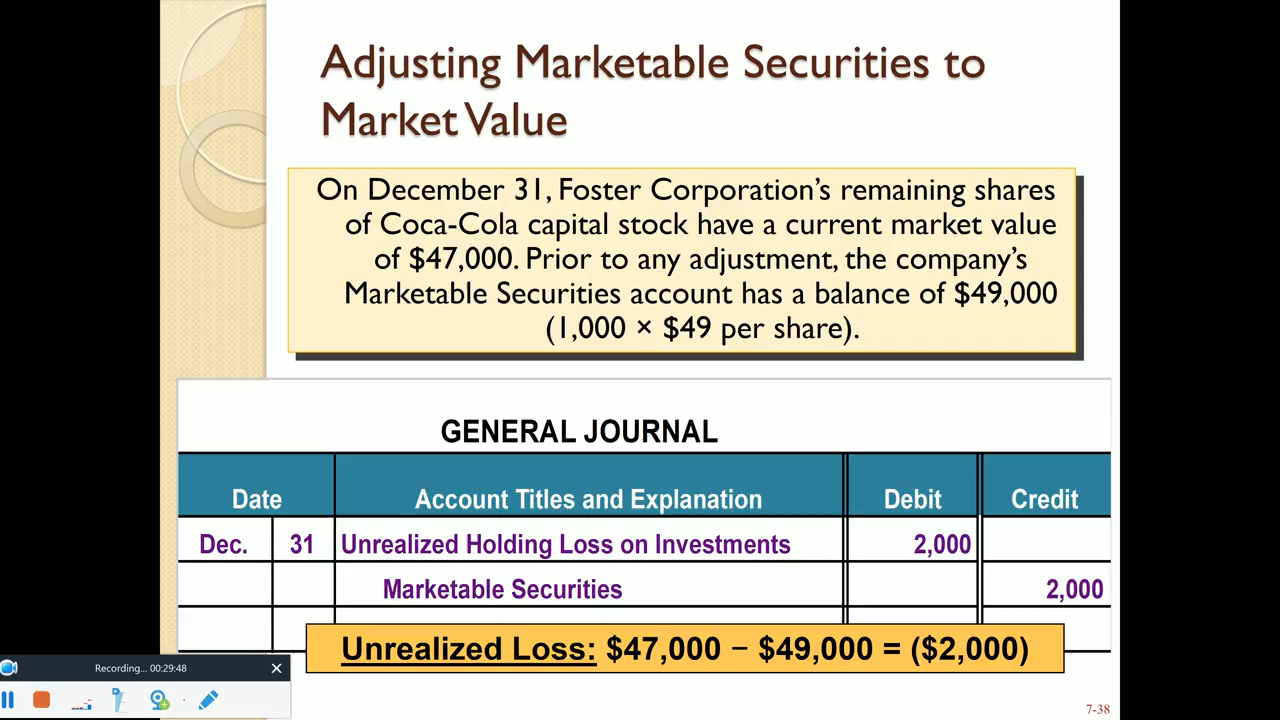 Adjusting Marketable Securities to
Market Value
On December 31, Foster Corporation’s remaining shares
of Coca-Cola capital stock have a current market value
of $47,000. Prior to any adjustment, the company’s
Marketable Securities account has a balance of $49,000
(1,000 × $49 per share).
GENERAL JOURNAL
Date Account Titles and Explanation Debit Credit
Dec. 31 Unrealized Holding Loss on Investments 2,000
Marketable Securities 2,000
Unrealized Loss: $47,000 − $49,000 = ($2,000)
Recording... 00:29:48
7-38